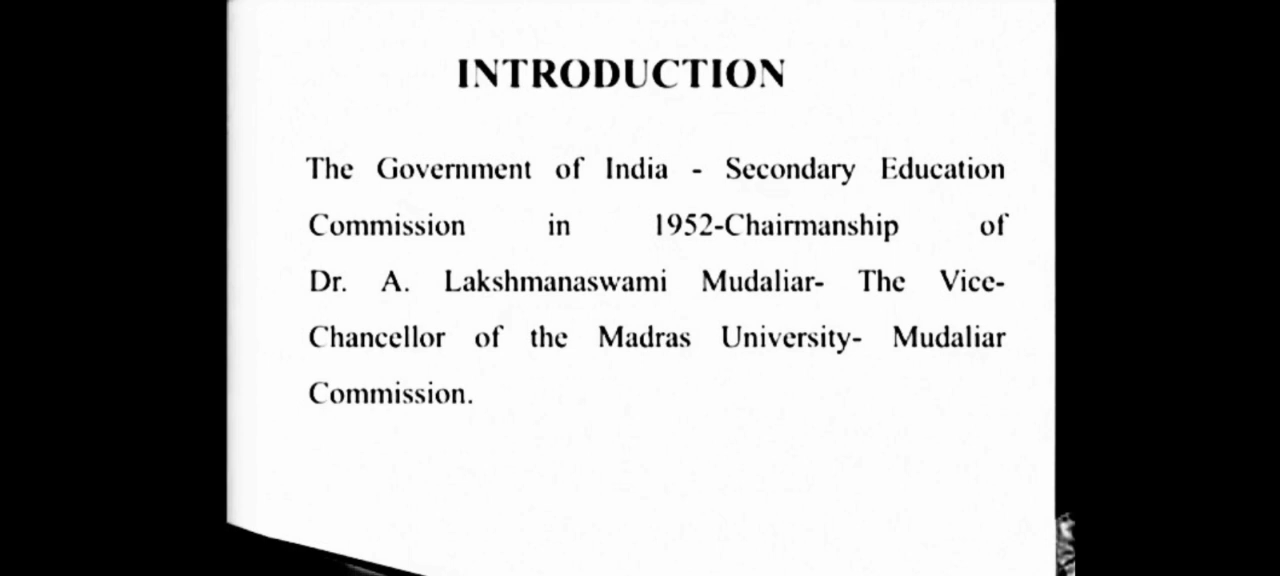 INTRODUCTION
The Government of India - Secondary Education
Commission in 1952-Chairmanship of
Dr. A. Lakshmanaswami Mudaliar- The Vice-
Chancellor of the Madras University- Mudaliar
Commission.